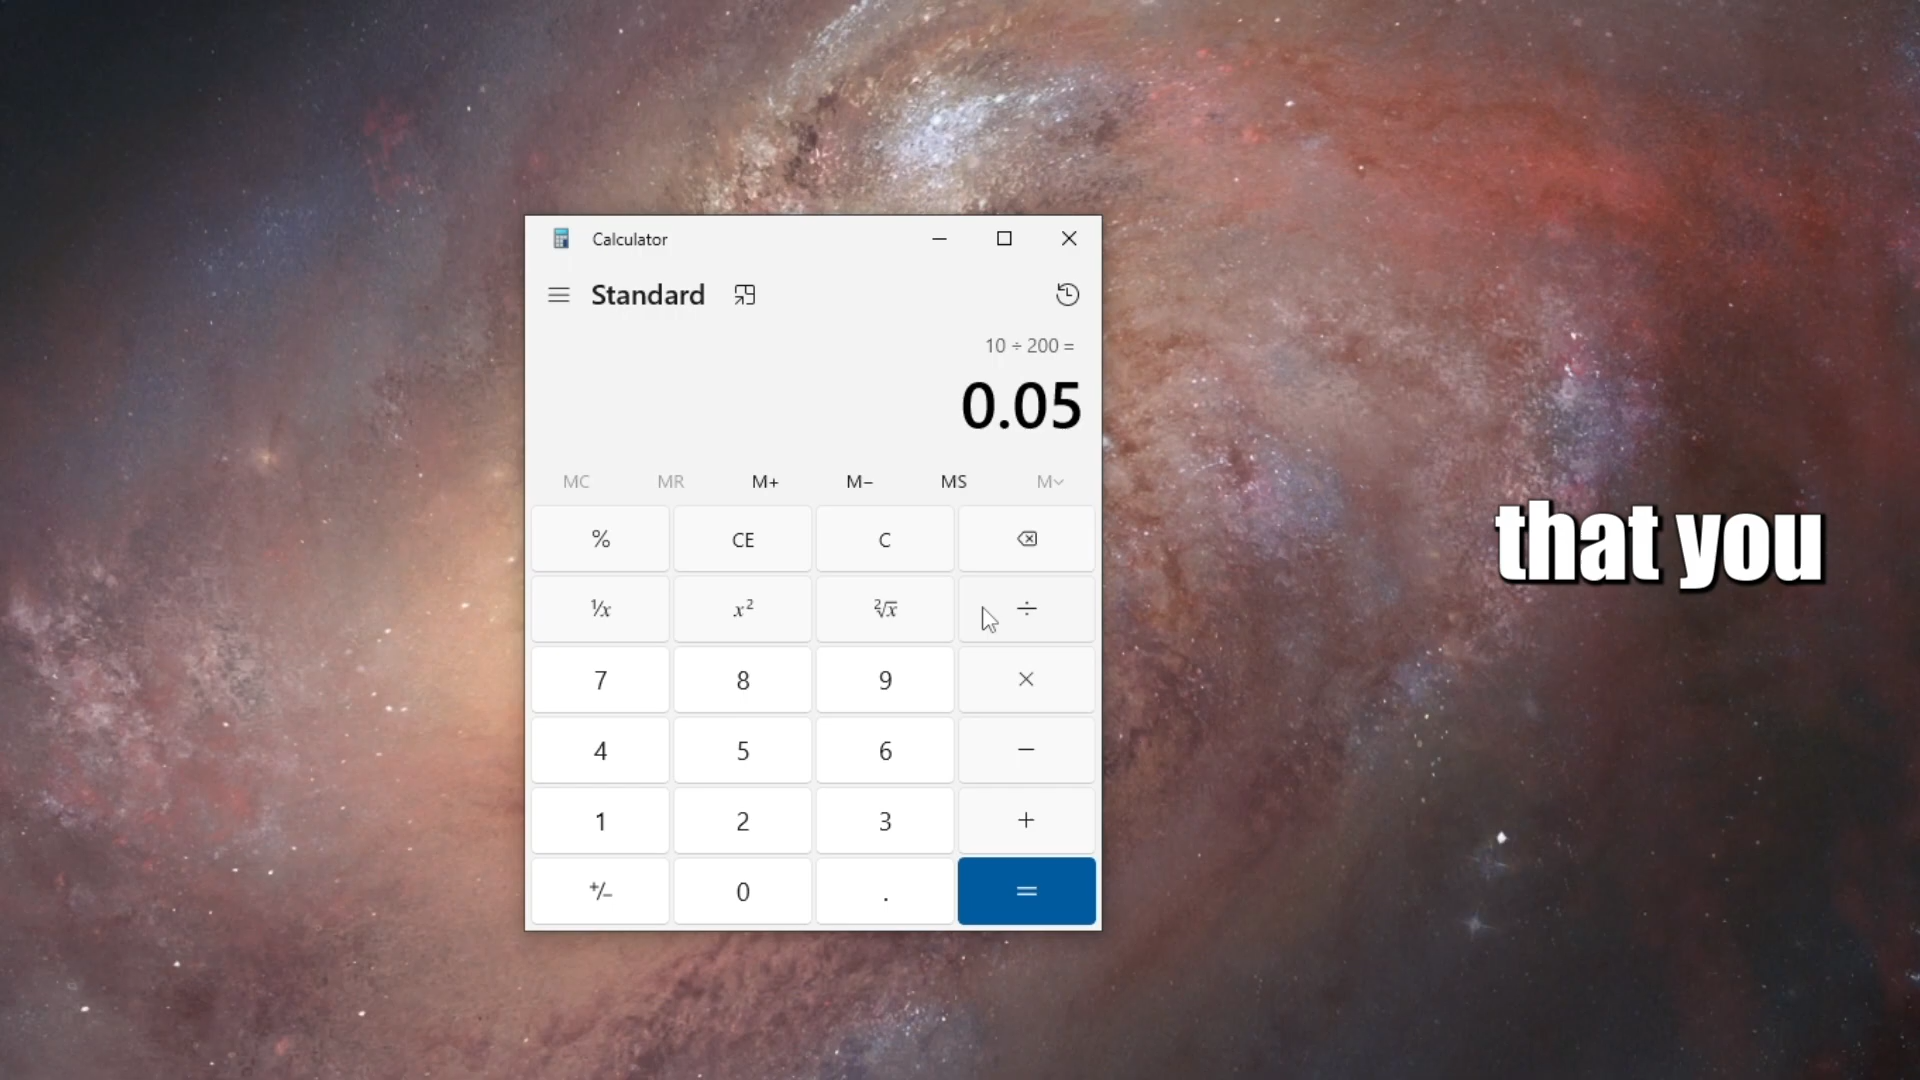 Calculator
Standard
10 ÷ 200 =
0.05
MC MR M+ M− MS M
% CE C
¹/x x² ²√x ÷
7 8 9 ×
4 5 6 −
1 2 3 +
+/− 0 . =
that you